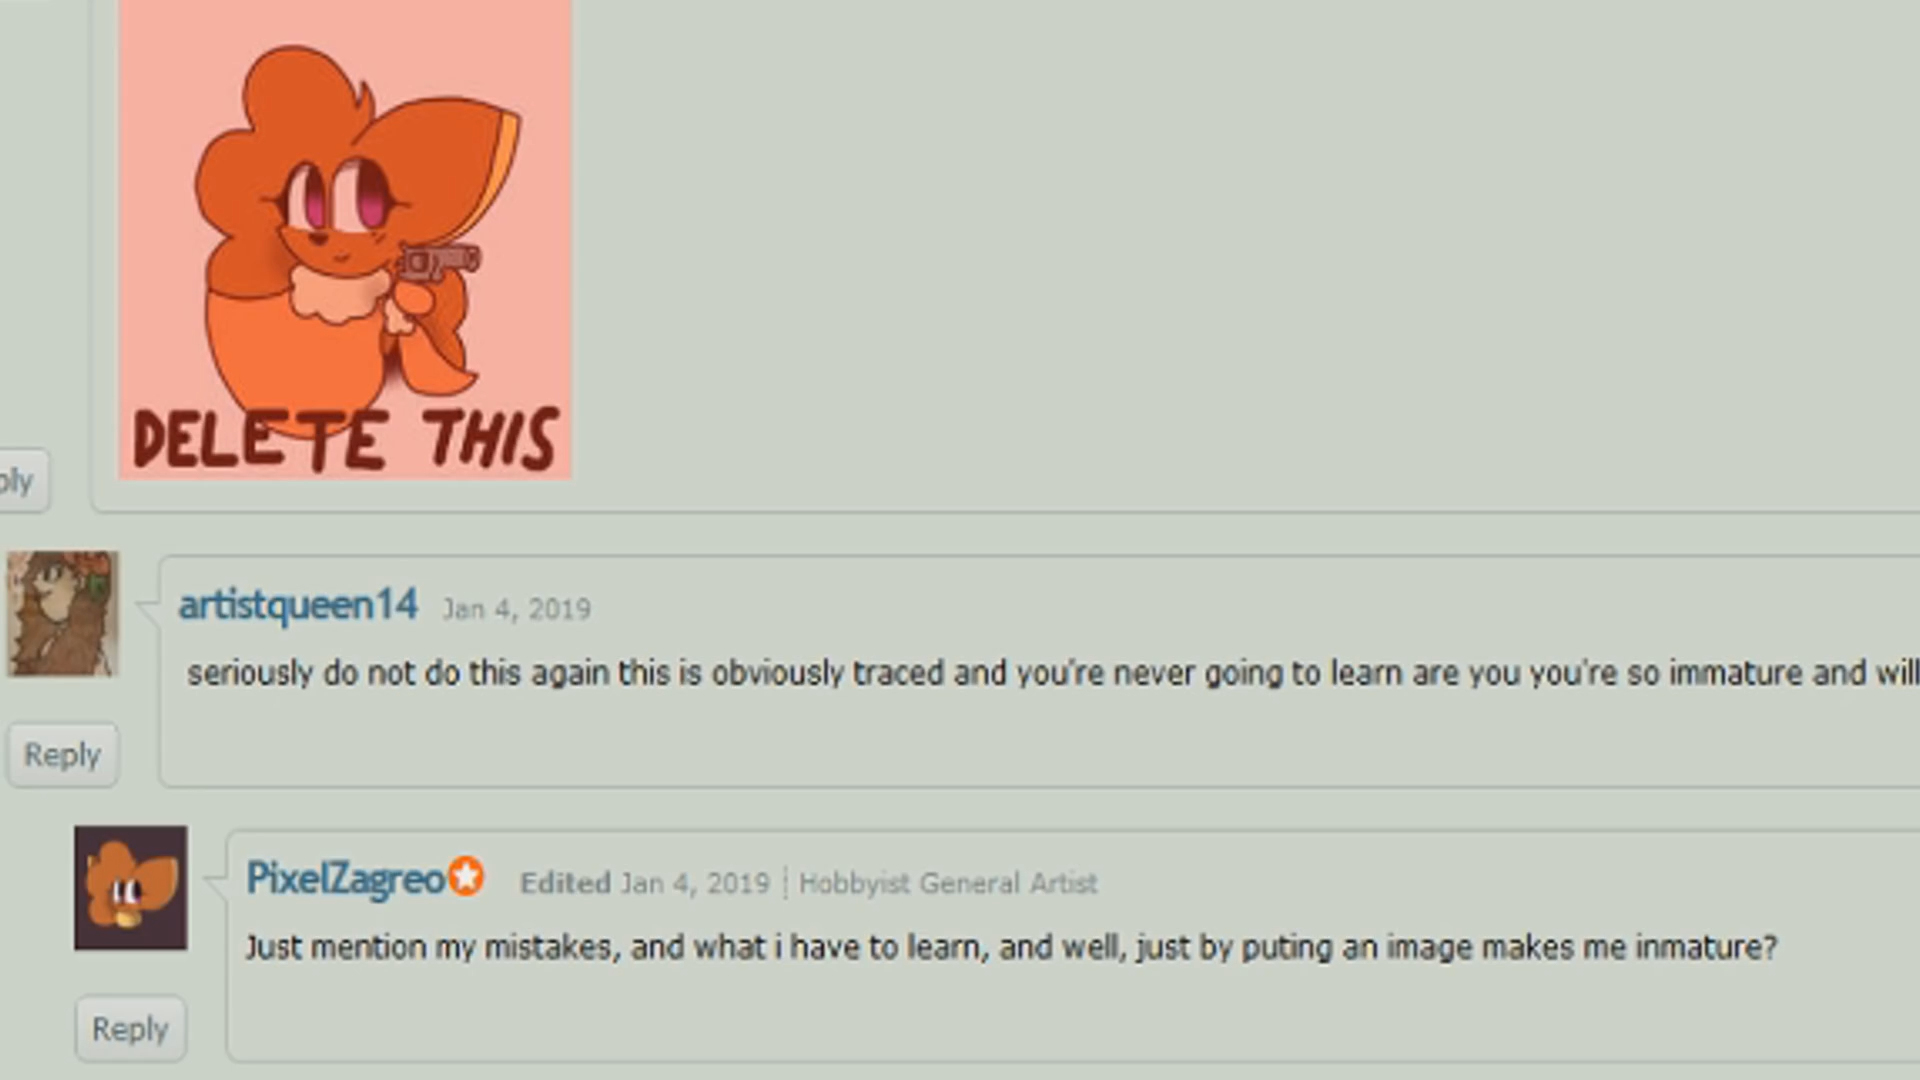 DELETE THIS
ply
artistqueen14 Jan 4, 2019
seriously do not do this again this is obviously traced and you're never going to learn are you you're so immature and will
Reply
PixelZagreo Edited Jan 4, 2019 | Hobbyist General Artist
Just mention my mistakes, and what i have to learn, and well, just by puting an image makes me inmature?
Reply